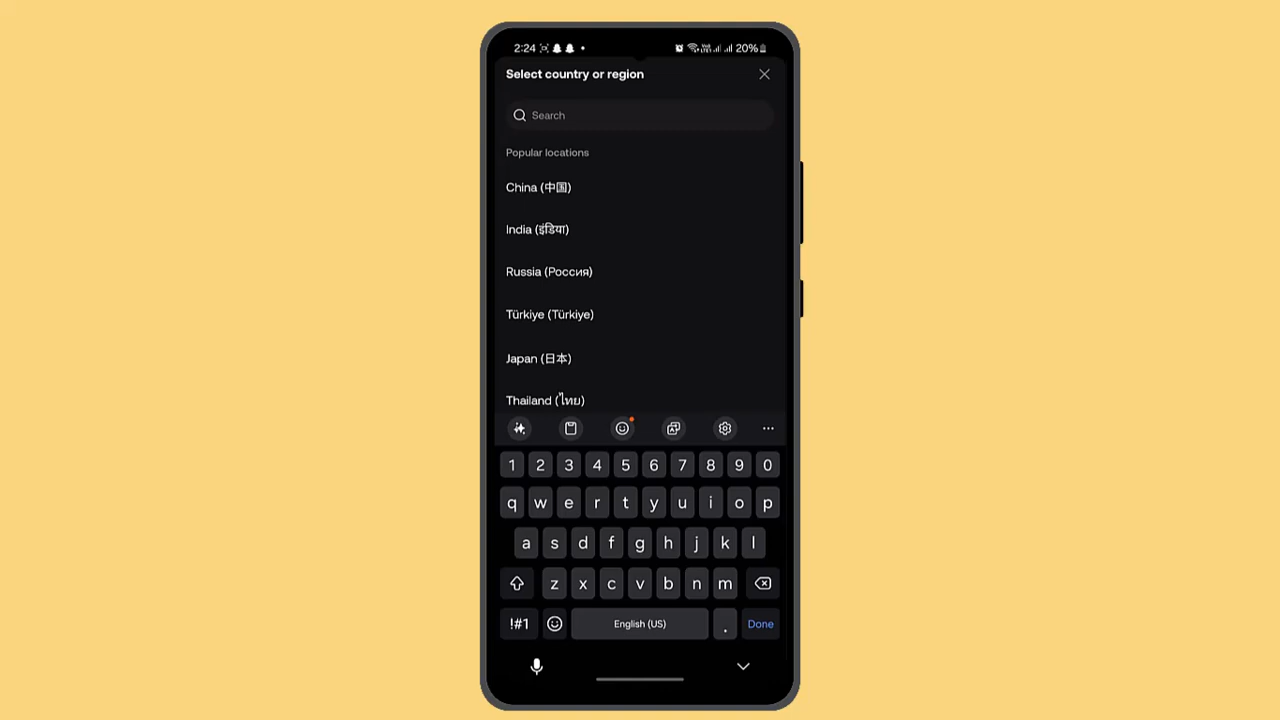 2:24 20%
Select country or region
Search
Popular locations
China (中国)
India (इंडिया)
Russia (Россия)
Türkiye (Türkiye)
Japan (日本)
Thailand (ไทย)
1 2 3 4 5 6 7 8 9 0
q w e r t y u i o p
a s d f g h j k l
z x c v b n m
!#1 English (US) . Done